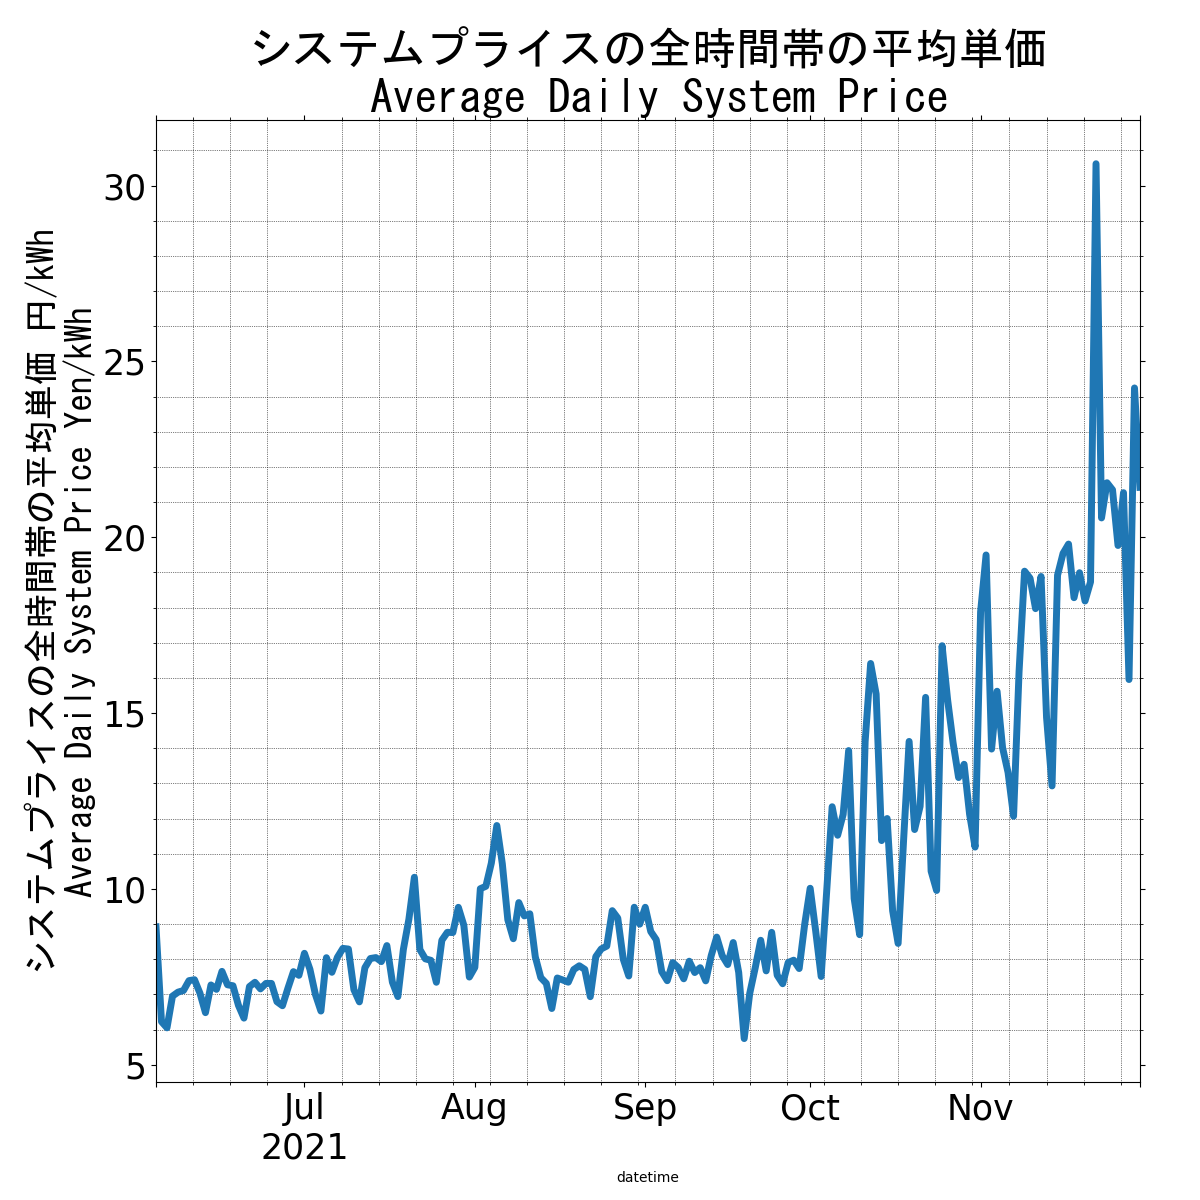 システムプライスの全時間帯の平均単価
Average Daily System Price
システムプライスの全時間帯の平均単価 円/kWh
Average Daily System Price Yen/kWh
30
25
20
15
10
5
Jul
2021
Aug
Sep
Oct
Nov
datetime